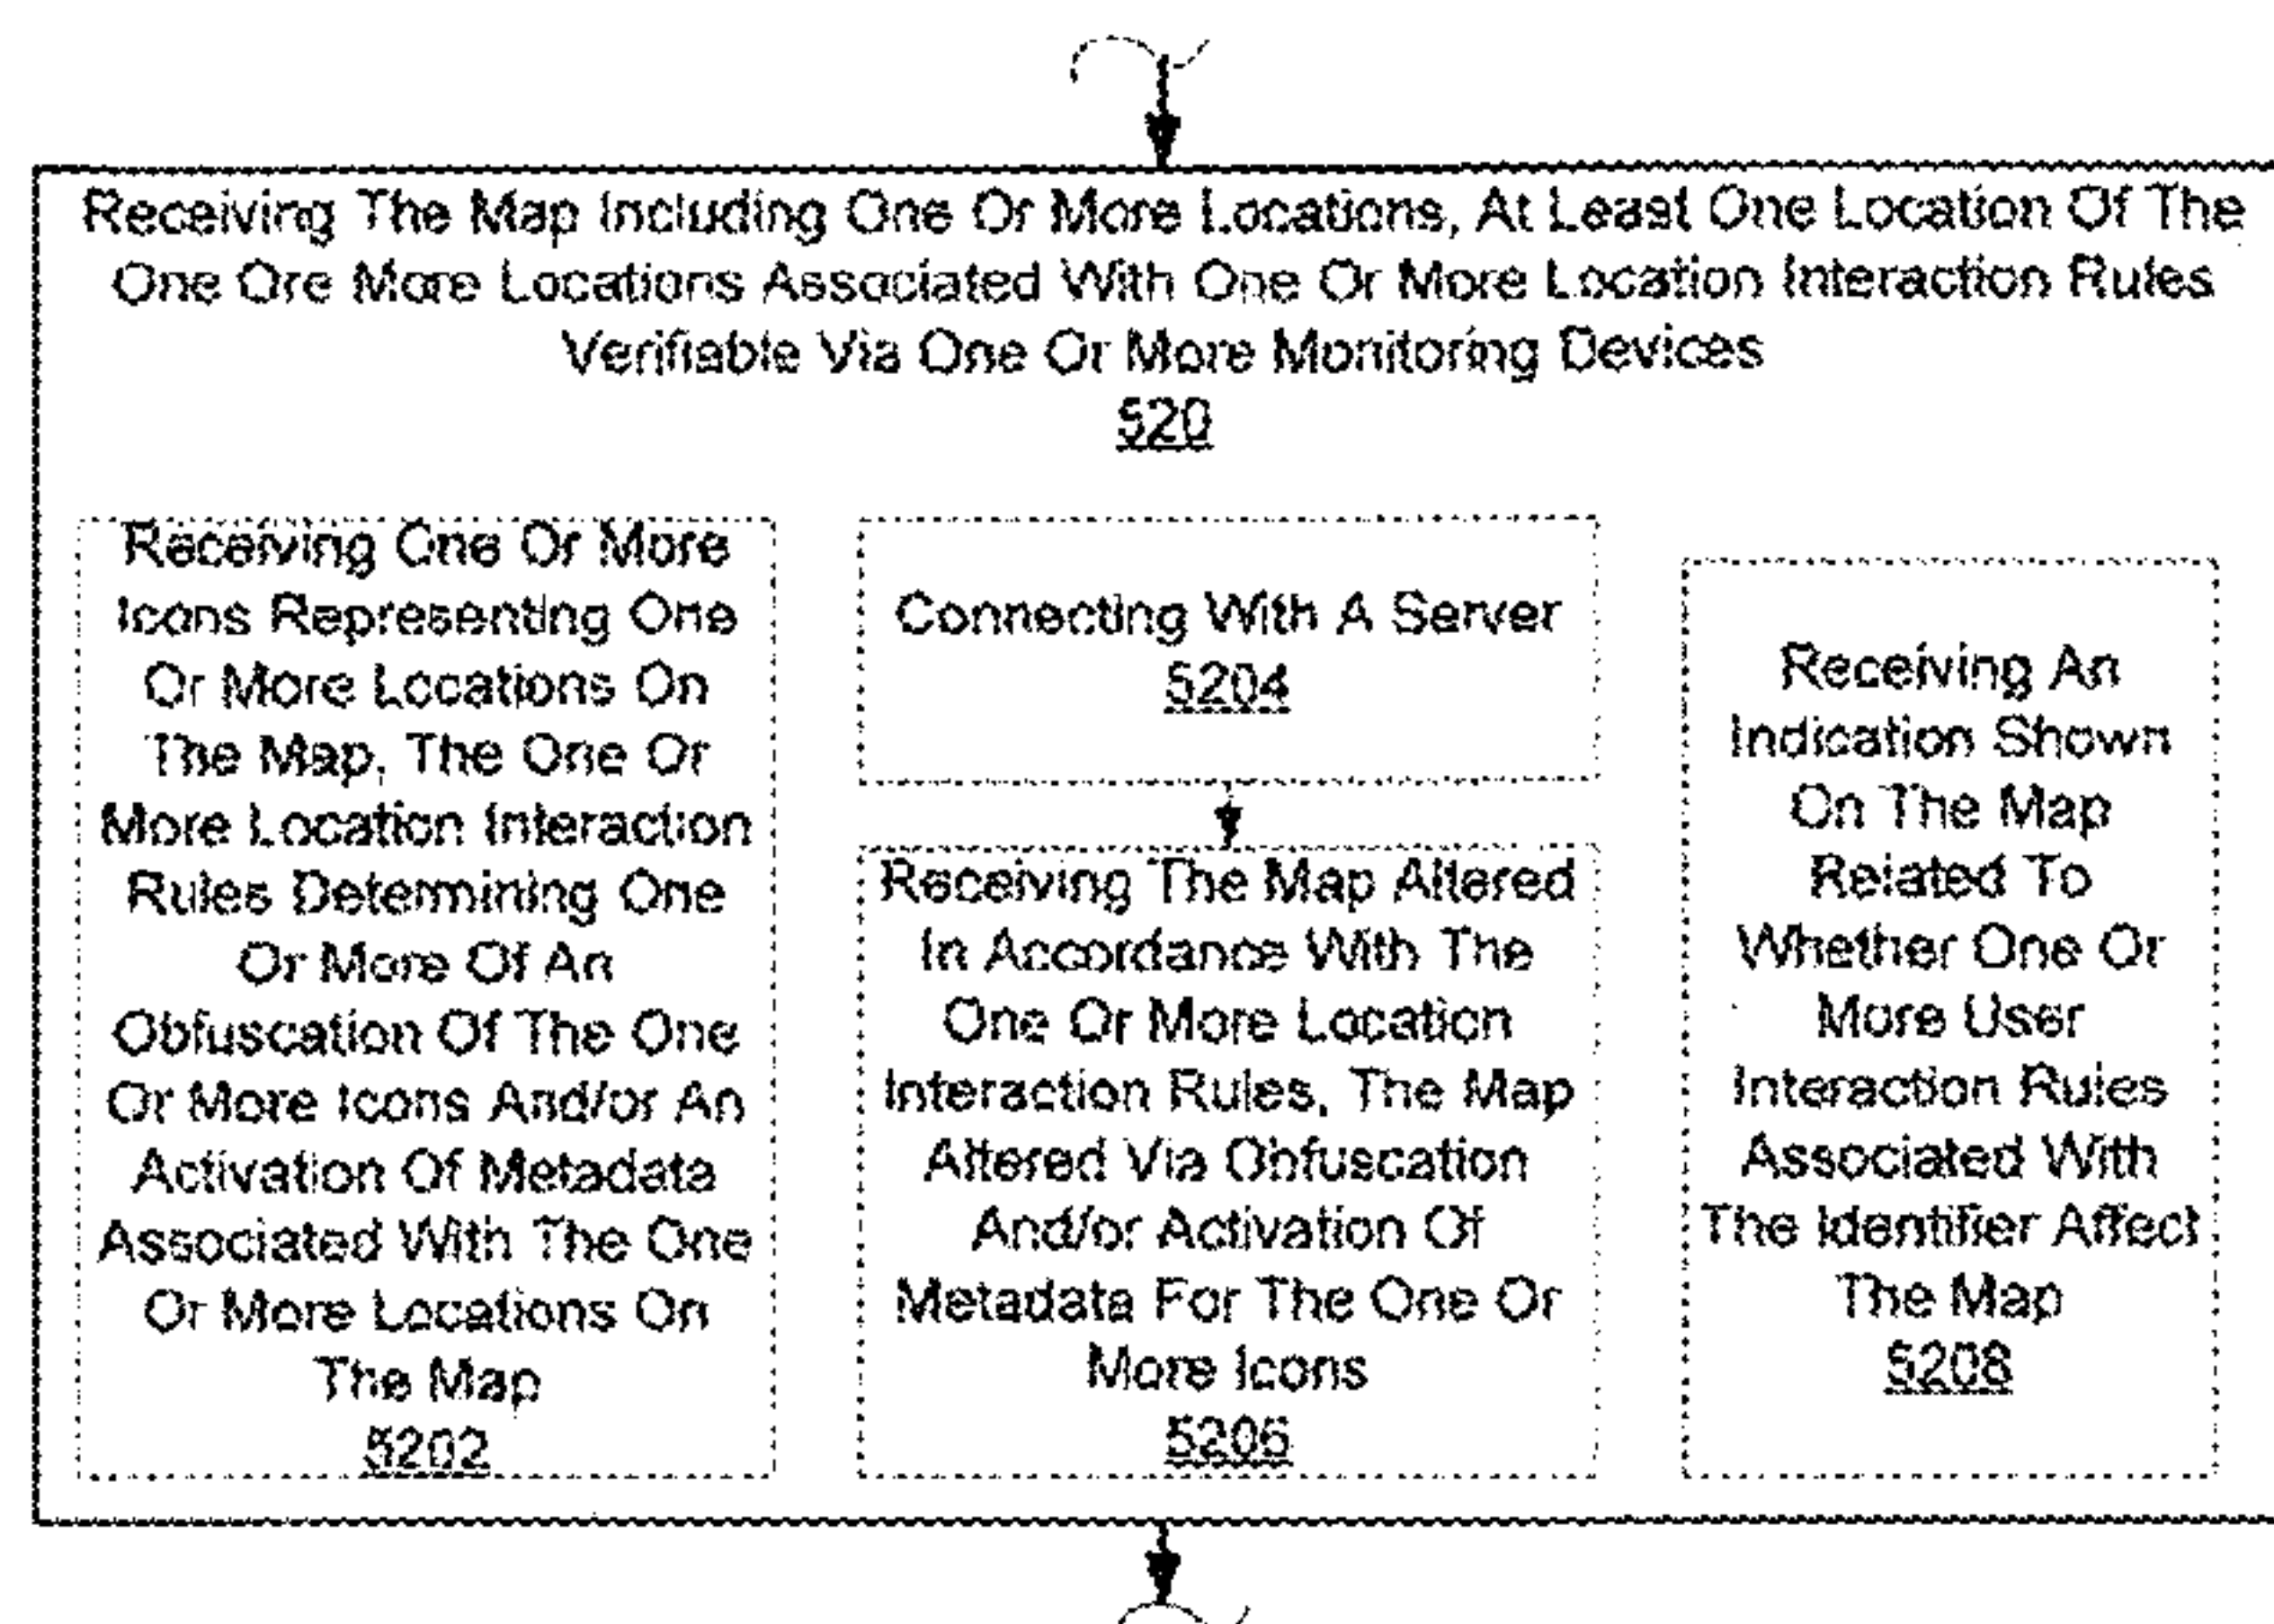 Receiving The Map Including One Or More Locations, At Least One Location Of The
One Ore More Locations Associated With One Or More Location Interaction Rules
Verifiable Via One Or More Monitoring Devices
520
Receiving One Or More
Icons Representing One
Or More Locations On
The Map, The One Or
More Location Interaction
Rules Determining One
Or More Of An
Obfuscation Of The One
Or More Icons And/or An
Activation Of Metadata
Associated With The One
Or More Locations On
The Map
5202
Connecting With A Server
5204
Receiving The Map Altered
In Accordance With The
One Or More Location
Interaction Rules, The Map
Altered Via Obfuscation
And/or Activation Of
Metadata For The One Or
More Icons
5206
Receiving An
Indication Shown
On The Map
Related To
Whether One Or
More User
Interaction Rules
Associated With
The Identifier Affect
The Map
5208